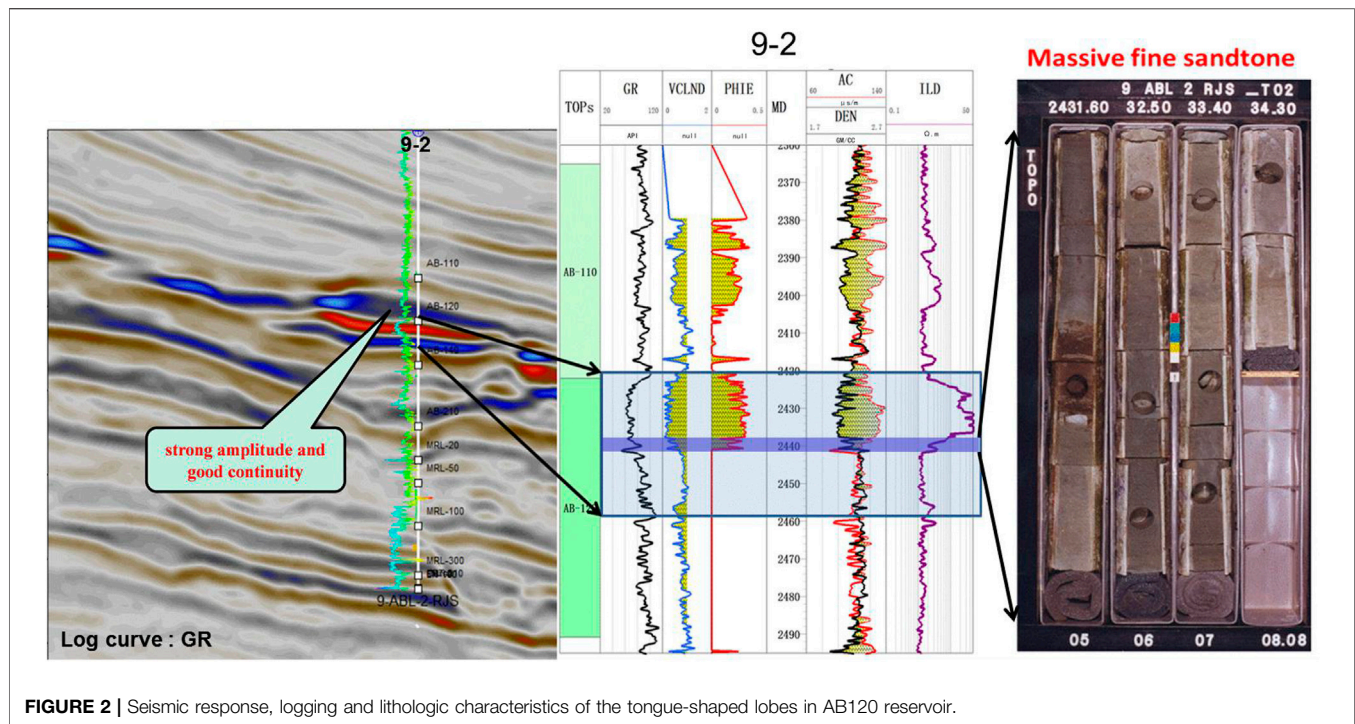 9-2
AB-110
AB-120
AB-210
MRL-20
MRL-50
MRL-100
MRL-300
9-ABL-2-RJS
strong amplitude and
good continuity
Log curve : GR
9-2
TOPs
GR
20 120
API
VCLND
0 2
null
PHIE
0 0.5
null
MD
AC
60 140
μs/m
DEN
1.7 2.7
GM/CC
ILD
0.1 50
Ω.m
AB-110
2370
2380
2390
2400
2410
2420
2430
2440
2450
2460
2470
2480
2490
Massive fine sandtone
9 ABL 2 RJS _T02
2431.60 32.50 33.40 34.30
TOPO
05 06 07 08.08
FIGURE 2 | Seismic response, logging and lithologic characteristics of the tongue-shaped lobes in AB120 reservoir.